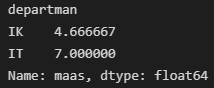 departman
IK    4.666667
IT    7.000000
Name: maas, dtype: float64